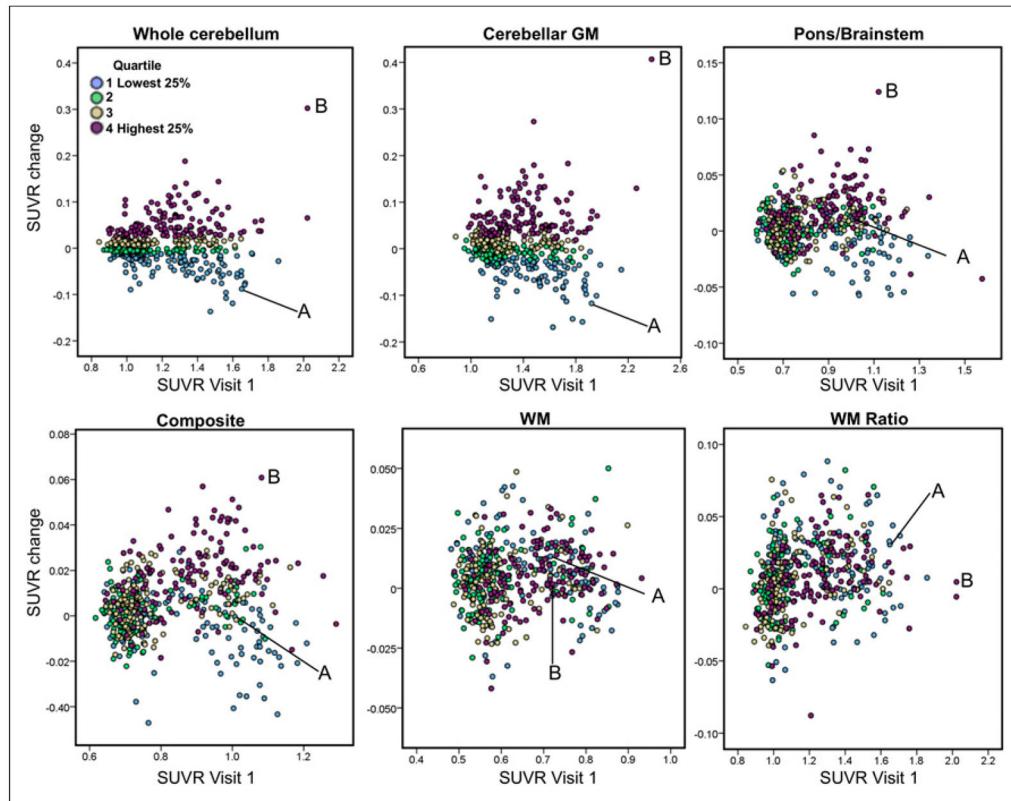 Whole cerebellum
Cerebellar GM
Pons/Brainstem
SUVR change
0.4
0.3
0.2
0.1
0
-0.1
-0.2
Quartile
1 Lowest 25%
2
3
4 Highest 25%
B
A
0.8 1.0 1.2 1.4 1.6 1.8 2.0 2.2
SUVR Visit 1
0.4
0.3
0.2
0.1
0
-0.1
-0.2
B
A
0.8 1.0 1.2 1.4 1.6 1.8 2.0 2.2 2.4 2.6
SUVR Visit 1
0.15
0.10
0.05
0
-0.05
-0.10
B
A
0.5 0.7 0.9 1.1 1.3 1.5
SUVR Visit 1
Composite
WM
WM Ratio
SUVR change
0.08
0.06
0.04
0.02
0
-0.02
-0.40
B
A
0.6 0.8 1.0 1.2
SUVR Visit 1
0.050
0.025
0.000
-0.025
-0.050
A
B
0.4 0.5 0.6 0.7 0.8 0.9 1.0
SUVR Visit 1
0.10
0.05
0
-0.05
-0.10
A
B
0.8 1.0 1.2 1.4 1.6 1.8 2.0 2.2
SUVR Visit 1